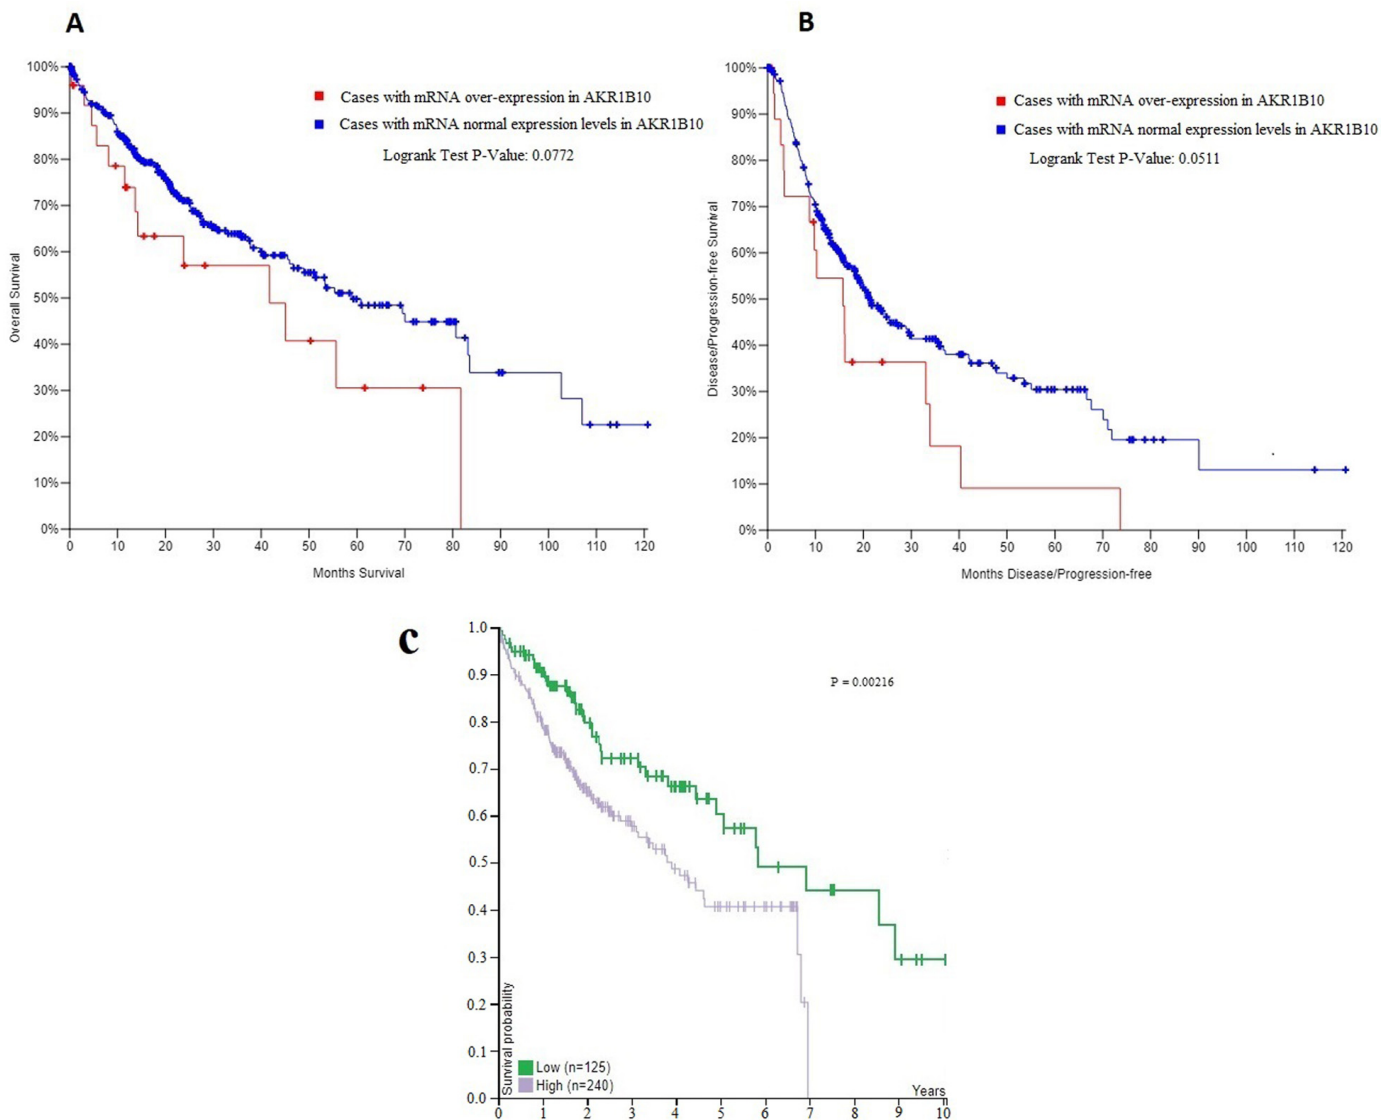 A
100%
90%
80%
70%
60%
50%
40%
30%
20%
10%
0%
Overall Survival
0 10 20 30 40 50 60 70 80 90 100 110 120
Months Survival
Cases with mRNA over-expression in AKR1B10
Cases with mRNA normal expression levels in AKR1B10
Logrank Test P-Value: 0.0772
B
100%
90%
80%
70%
60%
50%
40%
30%
20%
10%
0%
Disease/Progression-free Survival
0 10 20 30 40 50 60 70 80 90 100 110 120
Months Disease/Progression-free
Cases with mRNA over-expression in AKR1B10
Cases with mRNA normal expression levels in AKR1B10
Logrank Test P-Value: 0.0511
C
1.0
0.9
0.8
0.7
0.6
0.5
0.4
0.3
0.2
0.1
0.0
Survival probability
P = 0.00216
Low (n=125)
High (n=240)
Years
0 1 2 3 4 5 6 7 8 9 10